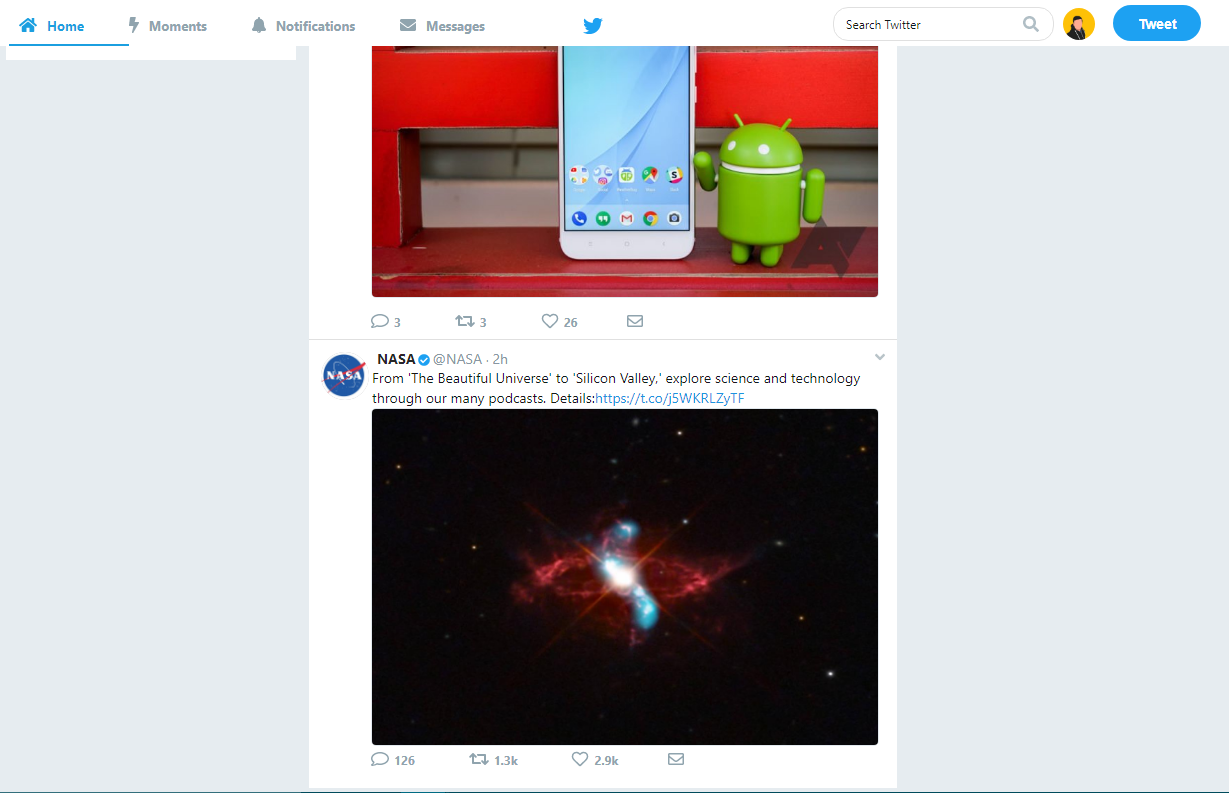 Home
Moments
Notifications
Messages
Search Twitter
Tweet
3
3
26
NASA
NASA @NASA · 2h
From 'The Beautiful Universe' to 'Silicon Valley,' explore science and technology
through our many podcasts. Details:https://t.co/j5WKRLZyTF
126
1.3k
2.9k